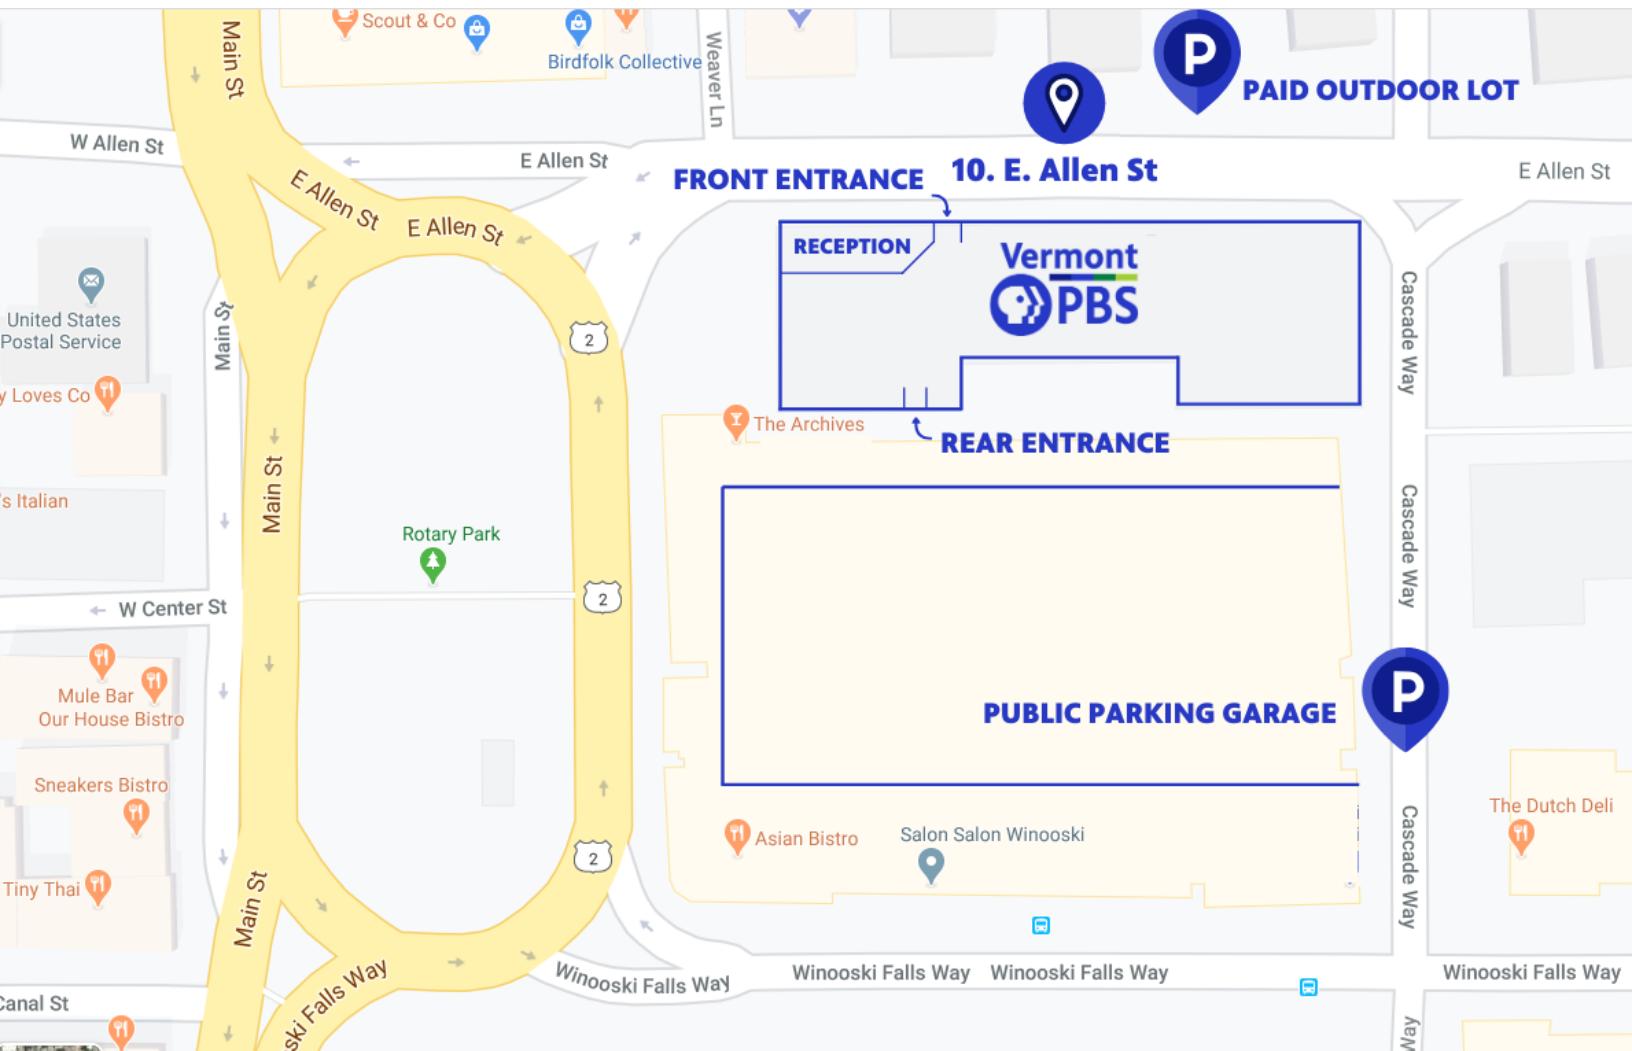 Main St
Scout & Co
Birdfolk Collective
Weaver Ln
P
PAID OUTDOOR LOT
W Allen St
E Allen St
10. E. Allen St
E Allen St
FRONT ENTRANCE
E Allen St
E Allen St
RECEPTION
Vermont
PBS
United States
Postal Service
Main St
2
Cascade Way
y Loves Co
The Archives
REAR ENTRANCE
Main St
's Italian
Rotary Park
Cascade Way
W Center St
2
Mule Bar
Our House Bistro
P
PUBLIC PARKING GARAGE
Sneakers Bistro
The Dutch Deli
Asian Bistro
Salon Salon Winooski
2
Cascade Way
Tiny Thai
Main St
Winooski Falls Way
Winooski Falls Way
Winooski Falls Way
Winooski Falls Way
Canal St
ski Falls Way
Way